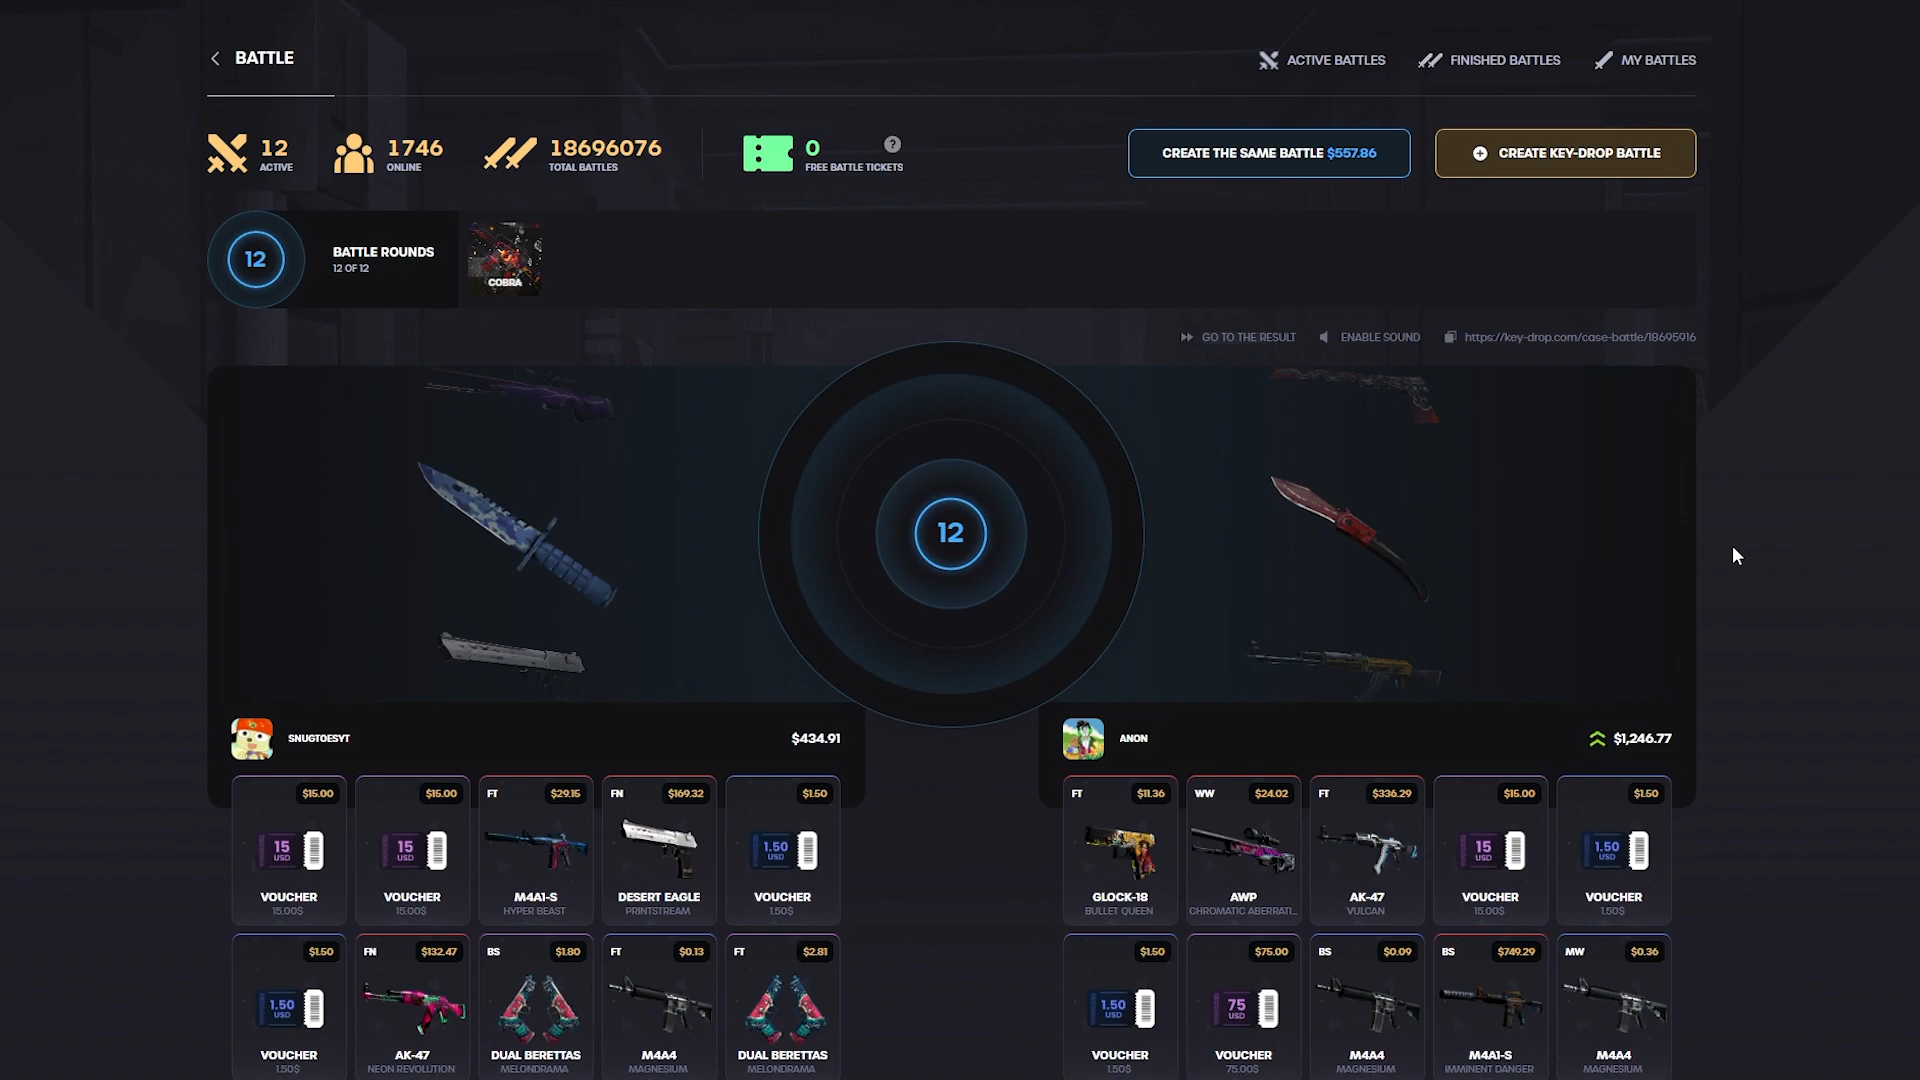 BATTLE
ACTIVE BATTLES
FINISHED BATTLES
MY BATTLES
12
ACTIVE
1746
ONLINE
18696076
TOTAL BATTLES
0
?
FREE BATTLE TICKETS
CREATE THE SAME BATTLE $557.86
CREATE KEY-DROP BATTLE
12
BATTLE ROUNDS
12 OF 12
COBRA
GO TO THE RESULT
ENABLE SOUND
https://key-drop.com/case-battle/18695916
12
SNUGTOESYT
$434.91
ANON
$1,246.77
$15.00
15
USD
VOUCHER
15.00$
$15.00
15
USD
VOUCHER
15.00$
FT
$29.15
M4A1-S
HYPER BEAST
FN
$169.32
DESERT EAGLE
PRINTSTREAM
$1.50
1.50
USD
VOUCHER
1.50$
FT
$11.36
GLOCK-18
BULLET QUEEN
WW
$24.02
AWP
CHROMATIC ABERRATI...
FT
$336.29
AK-47
VULCAN
$15.00
15
USD
VOUCHER
15.00$
$1.50
1.50
USD
VOUCHER
1.50$
$1.50
1.50
USD
VOUCHER
1.50$
FN
$132.47
AK-47
NEON REVOLUTION
BS
$1.80
DUAL BERETTAS
MELONDRAMA
FT
$0.13
M4A4
MAGNESIUM
FT
$2.81
DUAL BERETTAS
MELONDRAMA
$1.50
1.50
USD
VOUCHER
1.50$
$75.00
75
USD
VOUCHER
75.00$
BS
$0.09
M4A4
MAGNESIUM
BS
$749.29
M4A1-S
IMMINENT DANGER
MW
$0.36
M4A4
MAGNESIUM